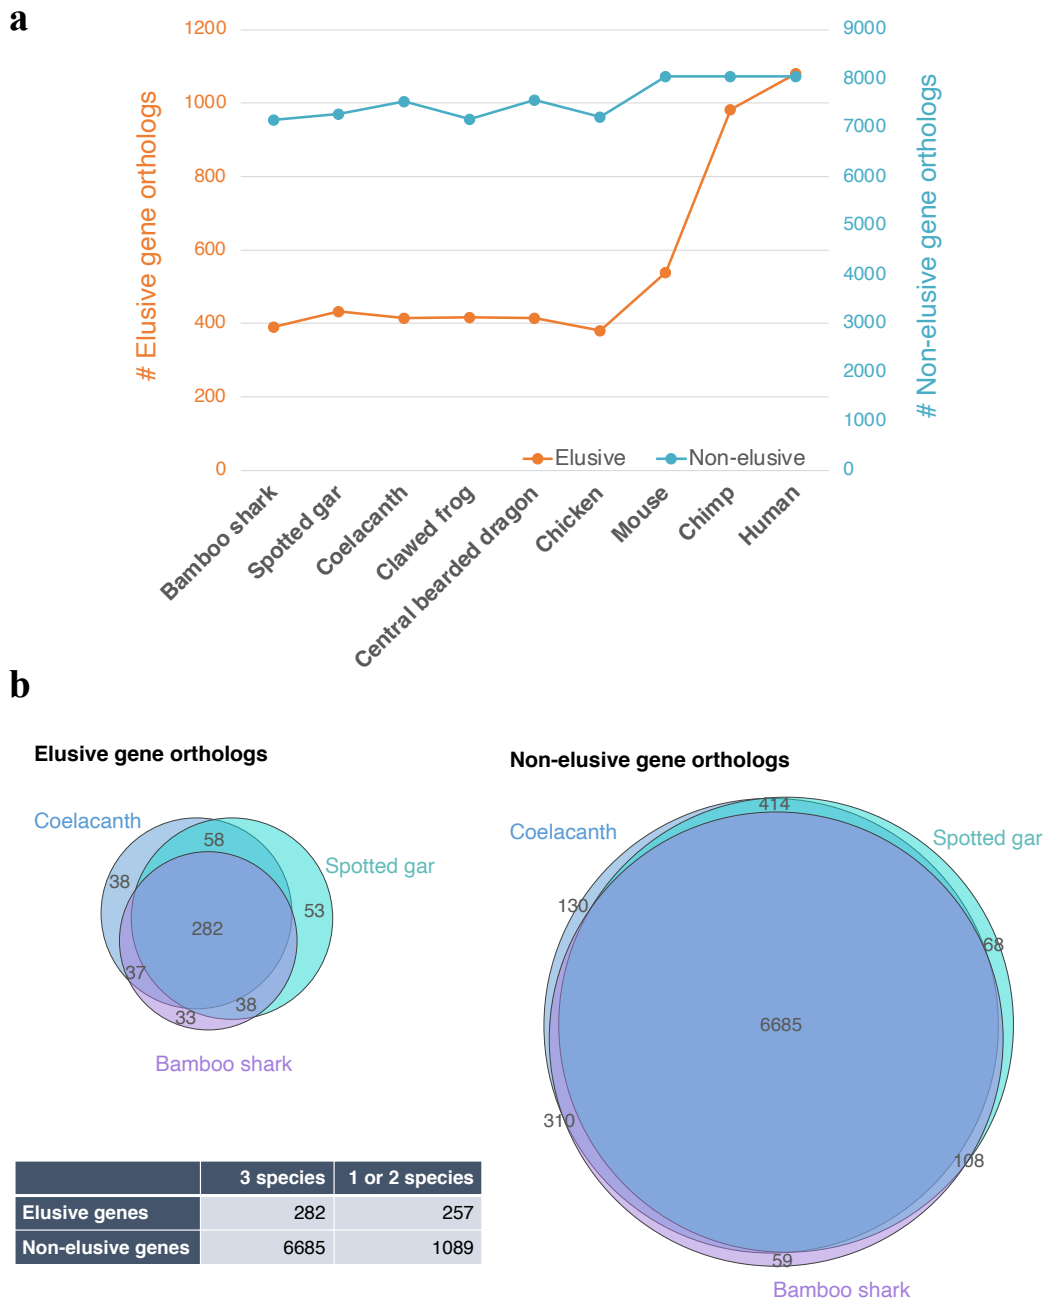 a
# Elusive gene orthologs
1200
1000
800
600
400
200
0
# Non-elusive gene orthologs
9000
8000
7000
6000
5000
4000
3000
2000
1000
0
Elusive
Non-elusive
Bamboo shark
Spotted gar
Coelacanth
Clawed frog
Central bearded dragon
Chicken
Mouse
Chimp
Human
b
Elusive gene orthologs
Coelacanth
Spotted gar
Bamboo shark
58
38
53
282
37
38
33
Non-elusive gene orthologs
Coelacanth
Spotted gar
Bamboo shark
414
130
68
6685
310
108
59
3 species 1 or 2 species
Elusive genes 282 257
Non-elusive genes 6685 1089